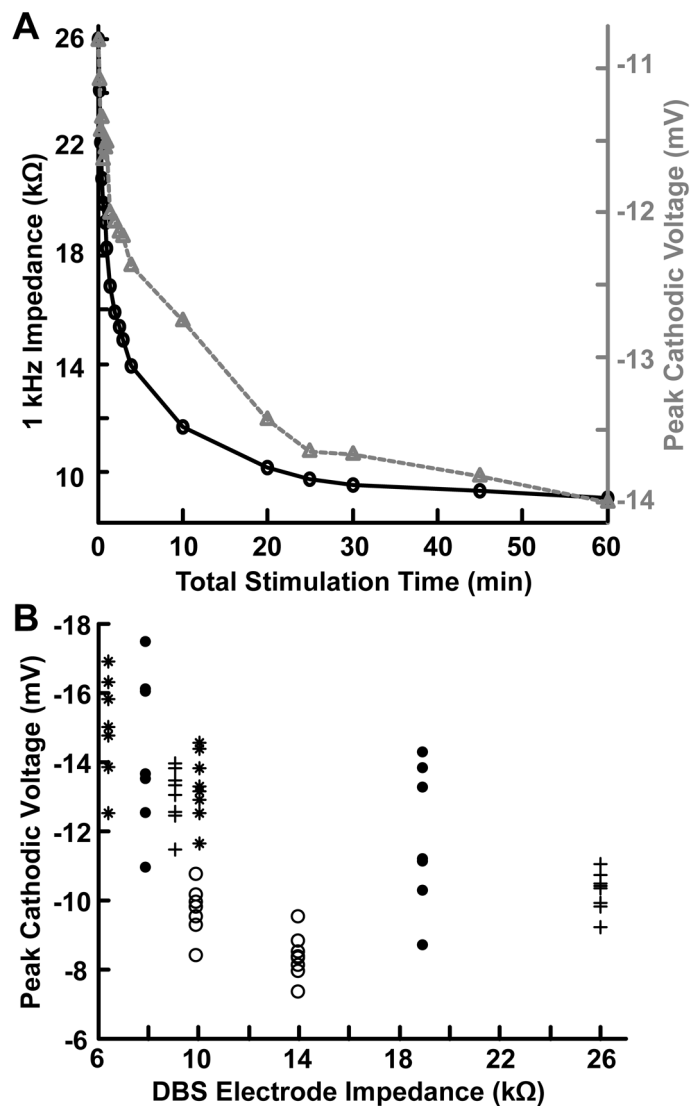 A
26
22
18
14
10
1 kHz Impedance (kΩ)
-11
-12
-13
-14
Peak Cathodic Voltage (mV)
0 10 20 30 40 50 60
Total Stimulation Time (min)
B
-18
-16
-14
-12
-10
-8
-6
Peak Cathodic Voltage (mV)
6 10 14 18 22 26
DBS Electrode Impedance (kΩ)